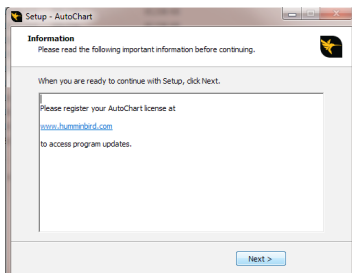 Setup - AutoChart
Information
Please read the following important information before continuing.
When you are ready to continue with Setup, click Next.
Please register your AutoChart license at
www.humminbird.com
to access program updates.
Next >